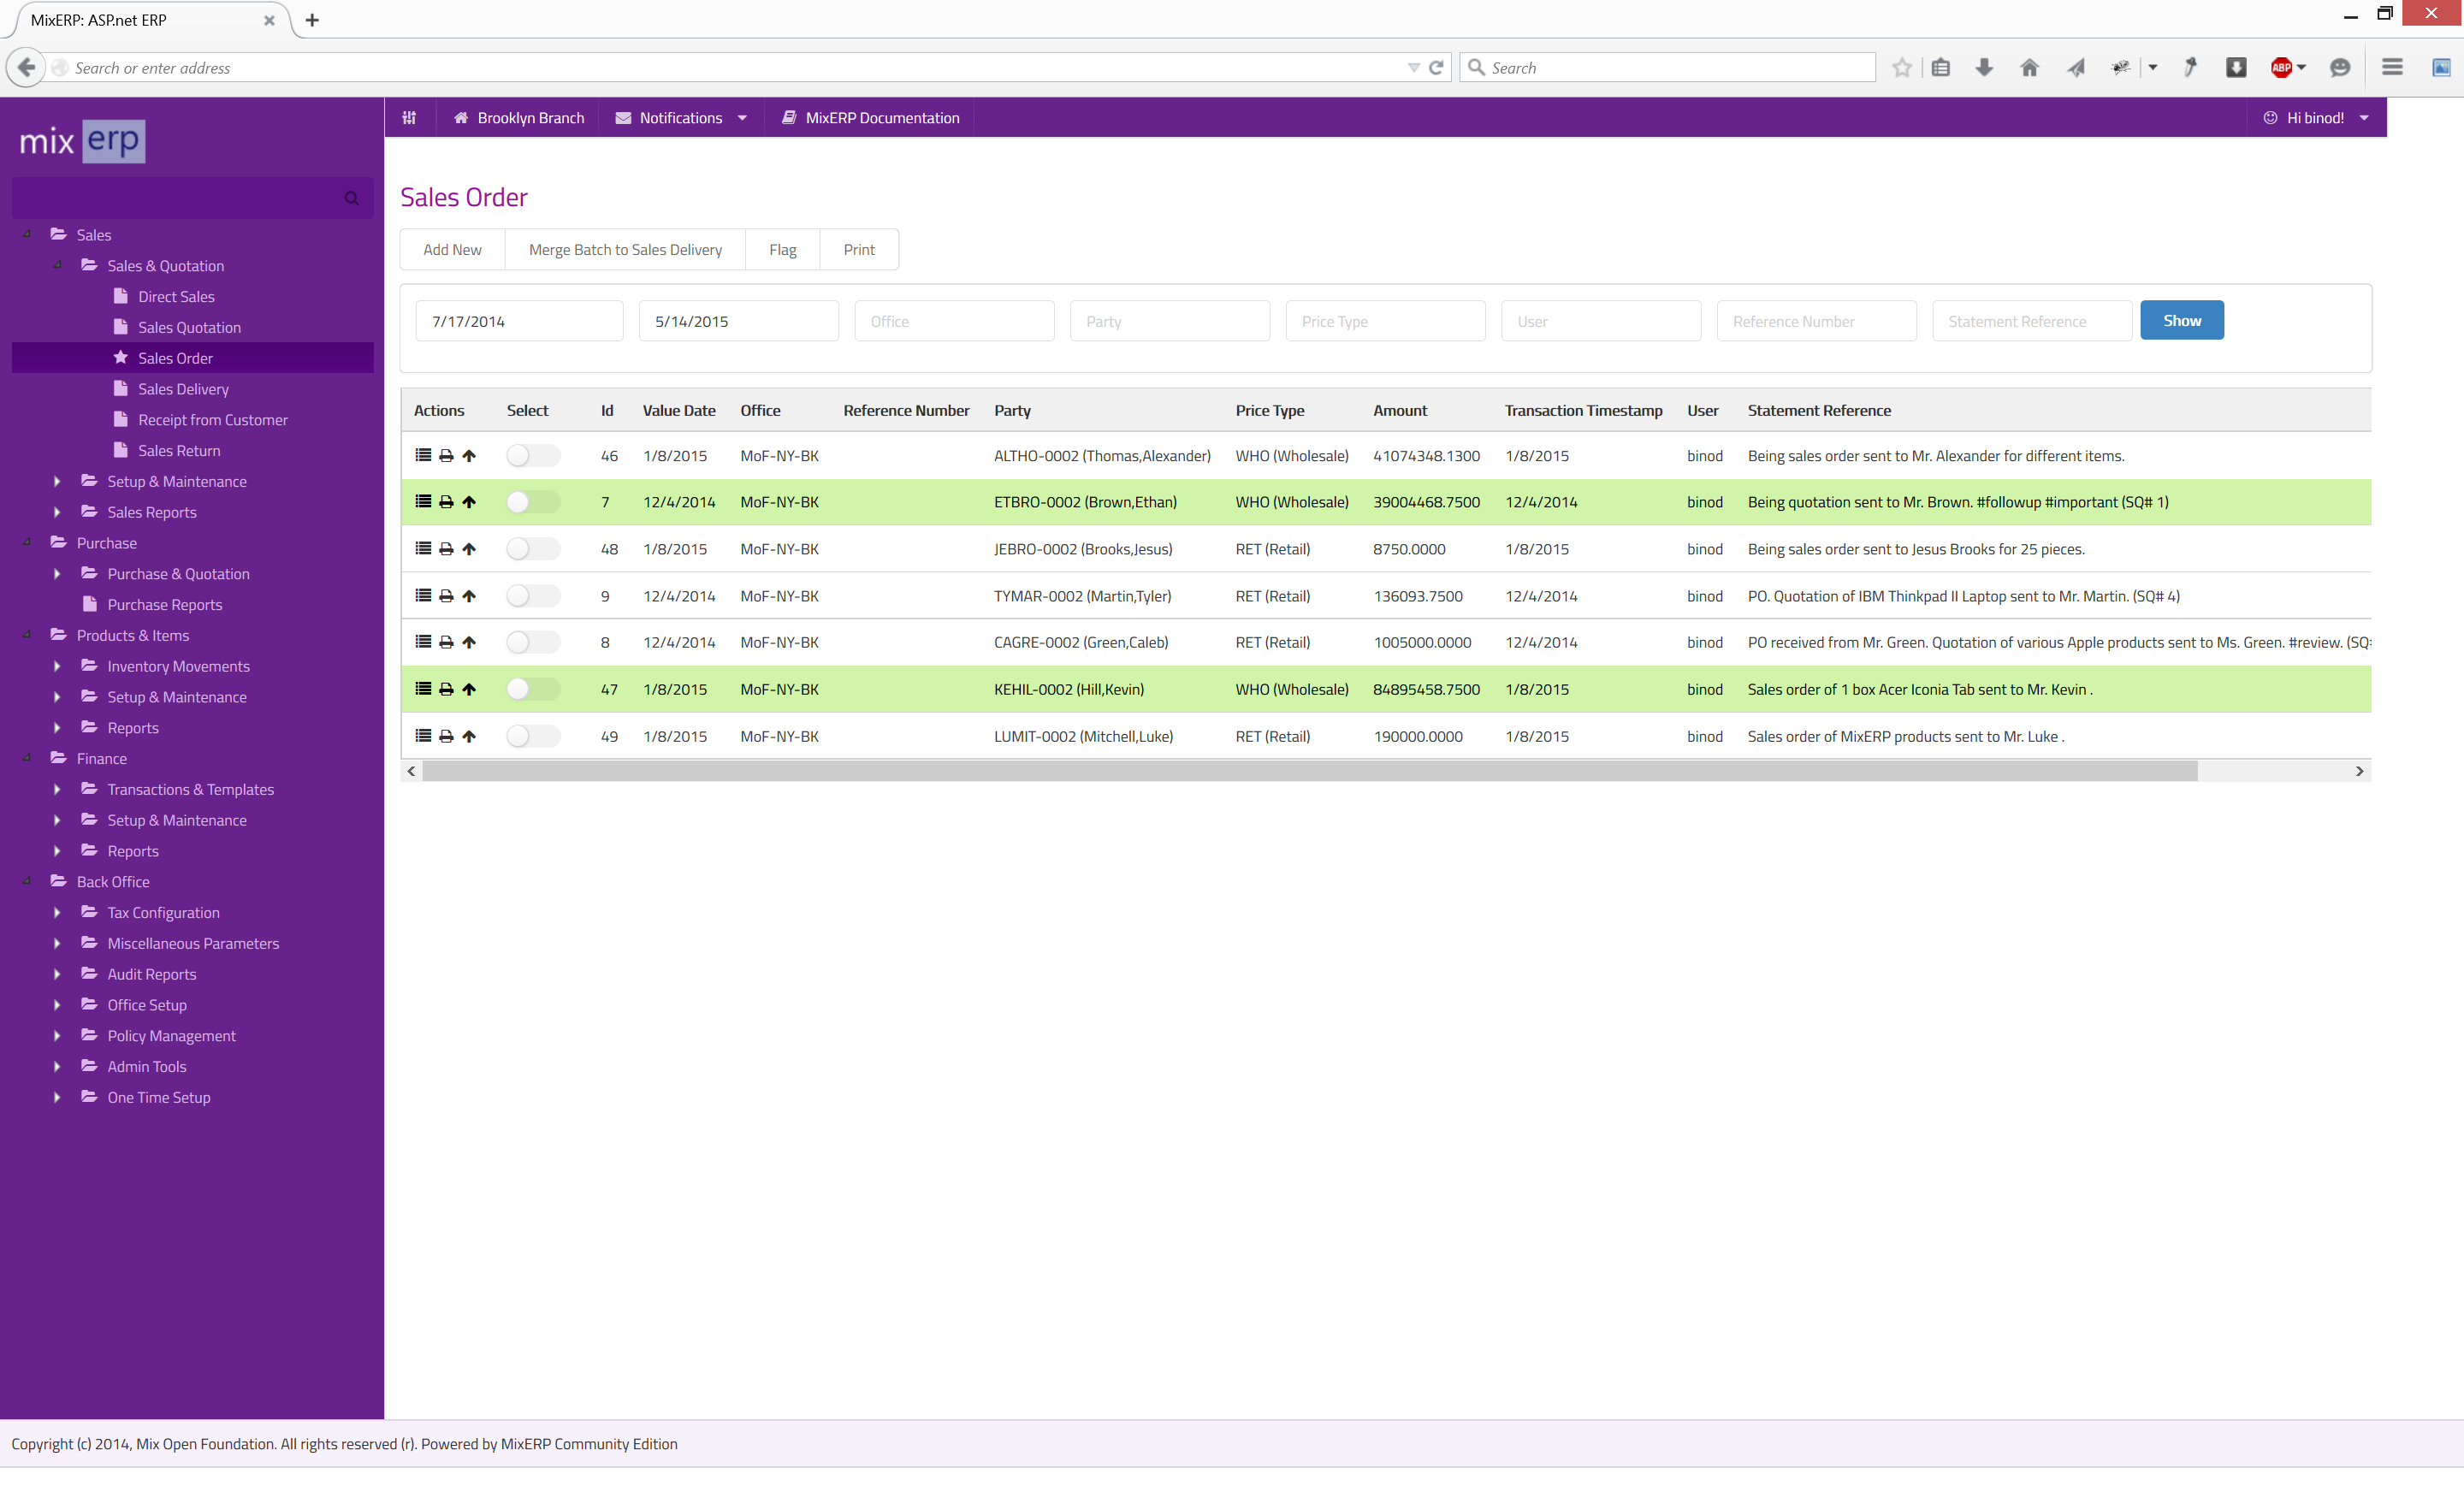 MixERP: ASP.net ERP
Search or enter address
Search
ABP
mix erp
Brooklyn Branch
Notifications
MixERP Documentation
Hi binod!
Sales
Sales & Quotation
Direct Sales
Sales Quotation
Sales Order
Sales Delivery
Receipt from Customer
Sales Return
Setup & Maintenance
Sales Reports
Purchase
Purchase & Quotation
Purchase Reports
Products & Items
Inventory Movements
Setup & Maintenance
Reports
Finance
Transactions & Templates
Setup & Maintenance
Reports
Back Office
Tax Configuration
Miscellaneous Parameters
Audit Reports
Office Setup
Policy Management
Admin Tools
One Time Setup
Sales Order
Add New Merge Batch to Sales Delivery Flag Print
7/17/2014 5/14/2015 Office Party Price Type User Reference Number Statement Reference Show
Actions Select Id Value Date Office Reference Number Party Price Type Amount Transaction Timestamp User Statement Reference
46 1/8/2015 MoF-NY-BK ALTHO-0002 (Thomas,Alexander) WHO (Wholesale) 41074348.1300 1/8/2015 binod Being sales order sent to Mr. Alexander for different items.
7 12/4/2014 MoF-NY-BK ETBRO-0002 (Brown,Ethan) WHO (Wholesale) 39004468.7500 12/4/2014 binod Being quotation sent to Mr. Brown. #followup #important (SQ# 1)
48 1/8/2015 MoF-NY-BK JEBRO-0002 (Brooks,Jesus) RET (Retail) 8750.0000 1/8/2015 binod Being sales order sent to Jesus Brooks for 25 pieces.
9 12/4/2014 MoF-NY-BK TYMAR-0002 (Martin,Tyler) RET (Retail) 136093.7500 12/4/2014 binod PO. Quotation of IBM Thinkpad II Laptop sent to Mr. Martin. (SQ# 4)
8 12/4/2014 MoF-NY-BK CAGRE-0002 (Green,Caleb) RET (Retail) 1005000.0000 12/4/2014 binod PO received from Mr. Green. Quotation of various Apple products sent to Ms. Green. #review. (SQ#
47 1/8/2015 MoF-NY-BK KEHIL-0002 (Hill,Kevin) WHO (Wholesale) 84895458.7500 1/8/2015 binod Sales order of 1 box Acer Iconia Tab sent to Mr. Kevin .
49 1/8/2015 MoF-NY-BK LUMIT-0002 (Mitchell,Luke) RET (Retail) 190000.0000 1/8/2015 binod Sales order of MixERP products sent to Mr. Luke .
Copyright (c) 2014, Mix Open Foundation. All rights reserved (r). Powered by MixERP Community Edition